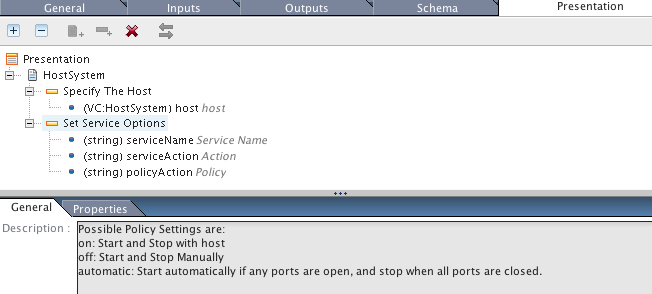 General
Inputs
Outputs
Schema
Presentation
Presentation
HostSystem
Specify The Host
(VC:HostSystem) host host
Set Service Options
(string) serviceName Service Name
(string) serviceAction Action
(string) policyAction Policy
General
Properties
Description :
Possible Policy Settings are:
on: Start and Stop with host
off: Start and Stop Manually
automatic: Start automatically if any ports are open, and stop when all ports are closed.